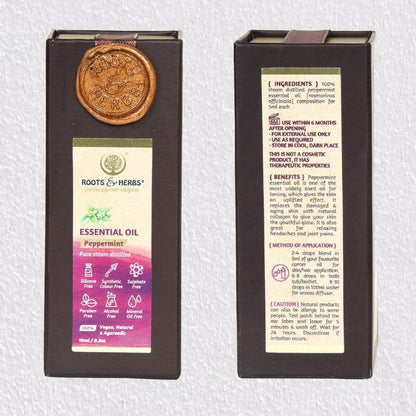 ROOTS
HERBS
ROOTS & HERBS®
ESSENTIAL OIL
Peppermint
Pure steam distilled
Silicone
Free
Synthetic
Colour Free
Sulphate
Free
Paraben
Free
Alcohol
Free
Mineral
Oil Free
100%
Vegan, Natural
& Ayurvedic
10ml / 0.3oz
( INGREDIENTS ) 100%
steam distilled peppermint
essential oil (rosmarinus
officinalis) composition for
5ml each
6M
USE WITHIN 6 MONTHS
AFTER OPENING
• FOR EXTERNAL USE ONLY
• USE AS REQUIRED
• STORE IN COOL, DARK PLACE
THIS IS NOT A COSMETIC
PRODUCT, IT HAS
THERAPEUTIC PROPERTIES
( BENEFITS ) Peppermint
essential oil is one of the
most widely used oil for
toning, which gives the skin
an uplifted effect. It
replaces the damaged &
aging skin with natural
collagen to give your skin
the youthful glow. It is also
great for relaxing
headaches and joint pains.
( METHOD OF APPLICATION )
2-4 drops blend in
5ml of your favourite
carrier oil for
skin/hair application.
6-8 drops in bath
tub/bucket. 8-10
drops in 100ml water
for aroma diffuser.
( CAUTION ) Natural products
can also be allergic to some
people. Test patch behind the
ear lobes and leave for 5
minutes & wash off. Wait for
24 hours. Discontinue if
irritation occurs.